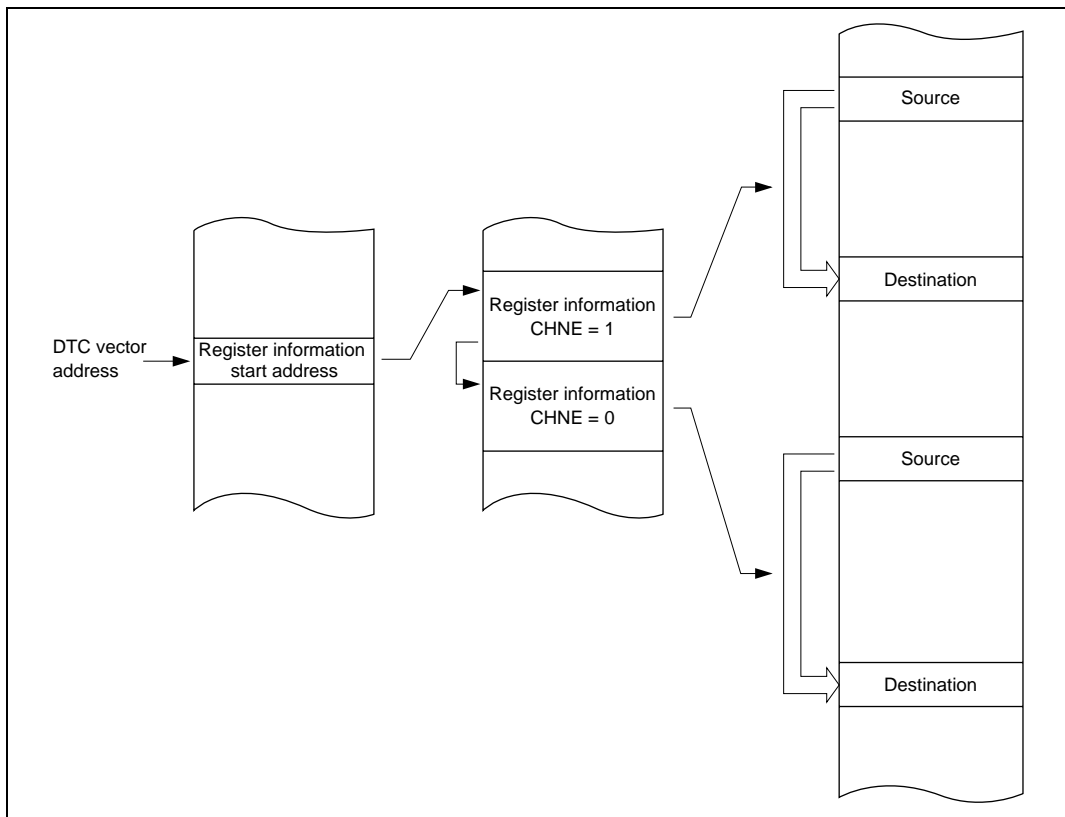 DTC vector
address
Register information
start address
Register information
CHNE = 1
Register information
CHNE = 0
Source
Destination
Source
Destination